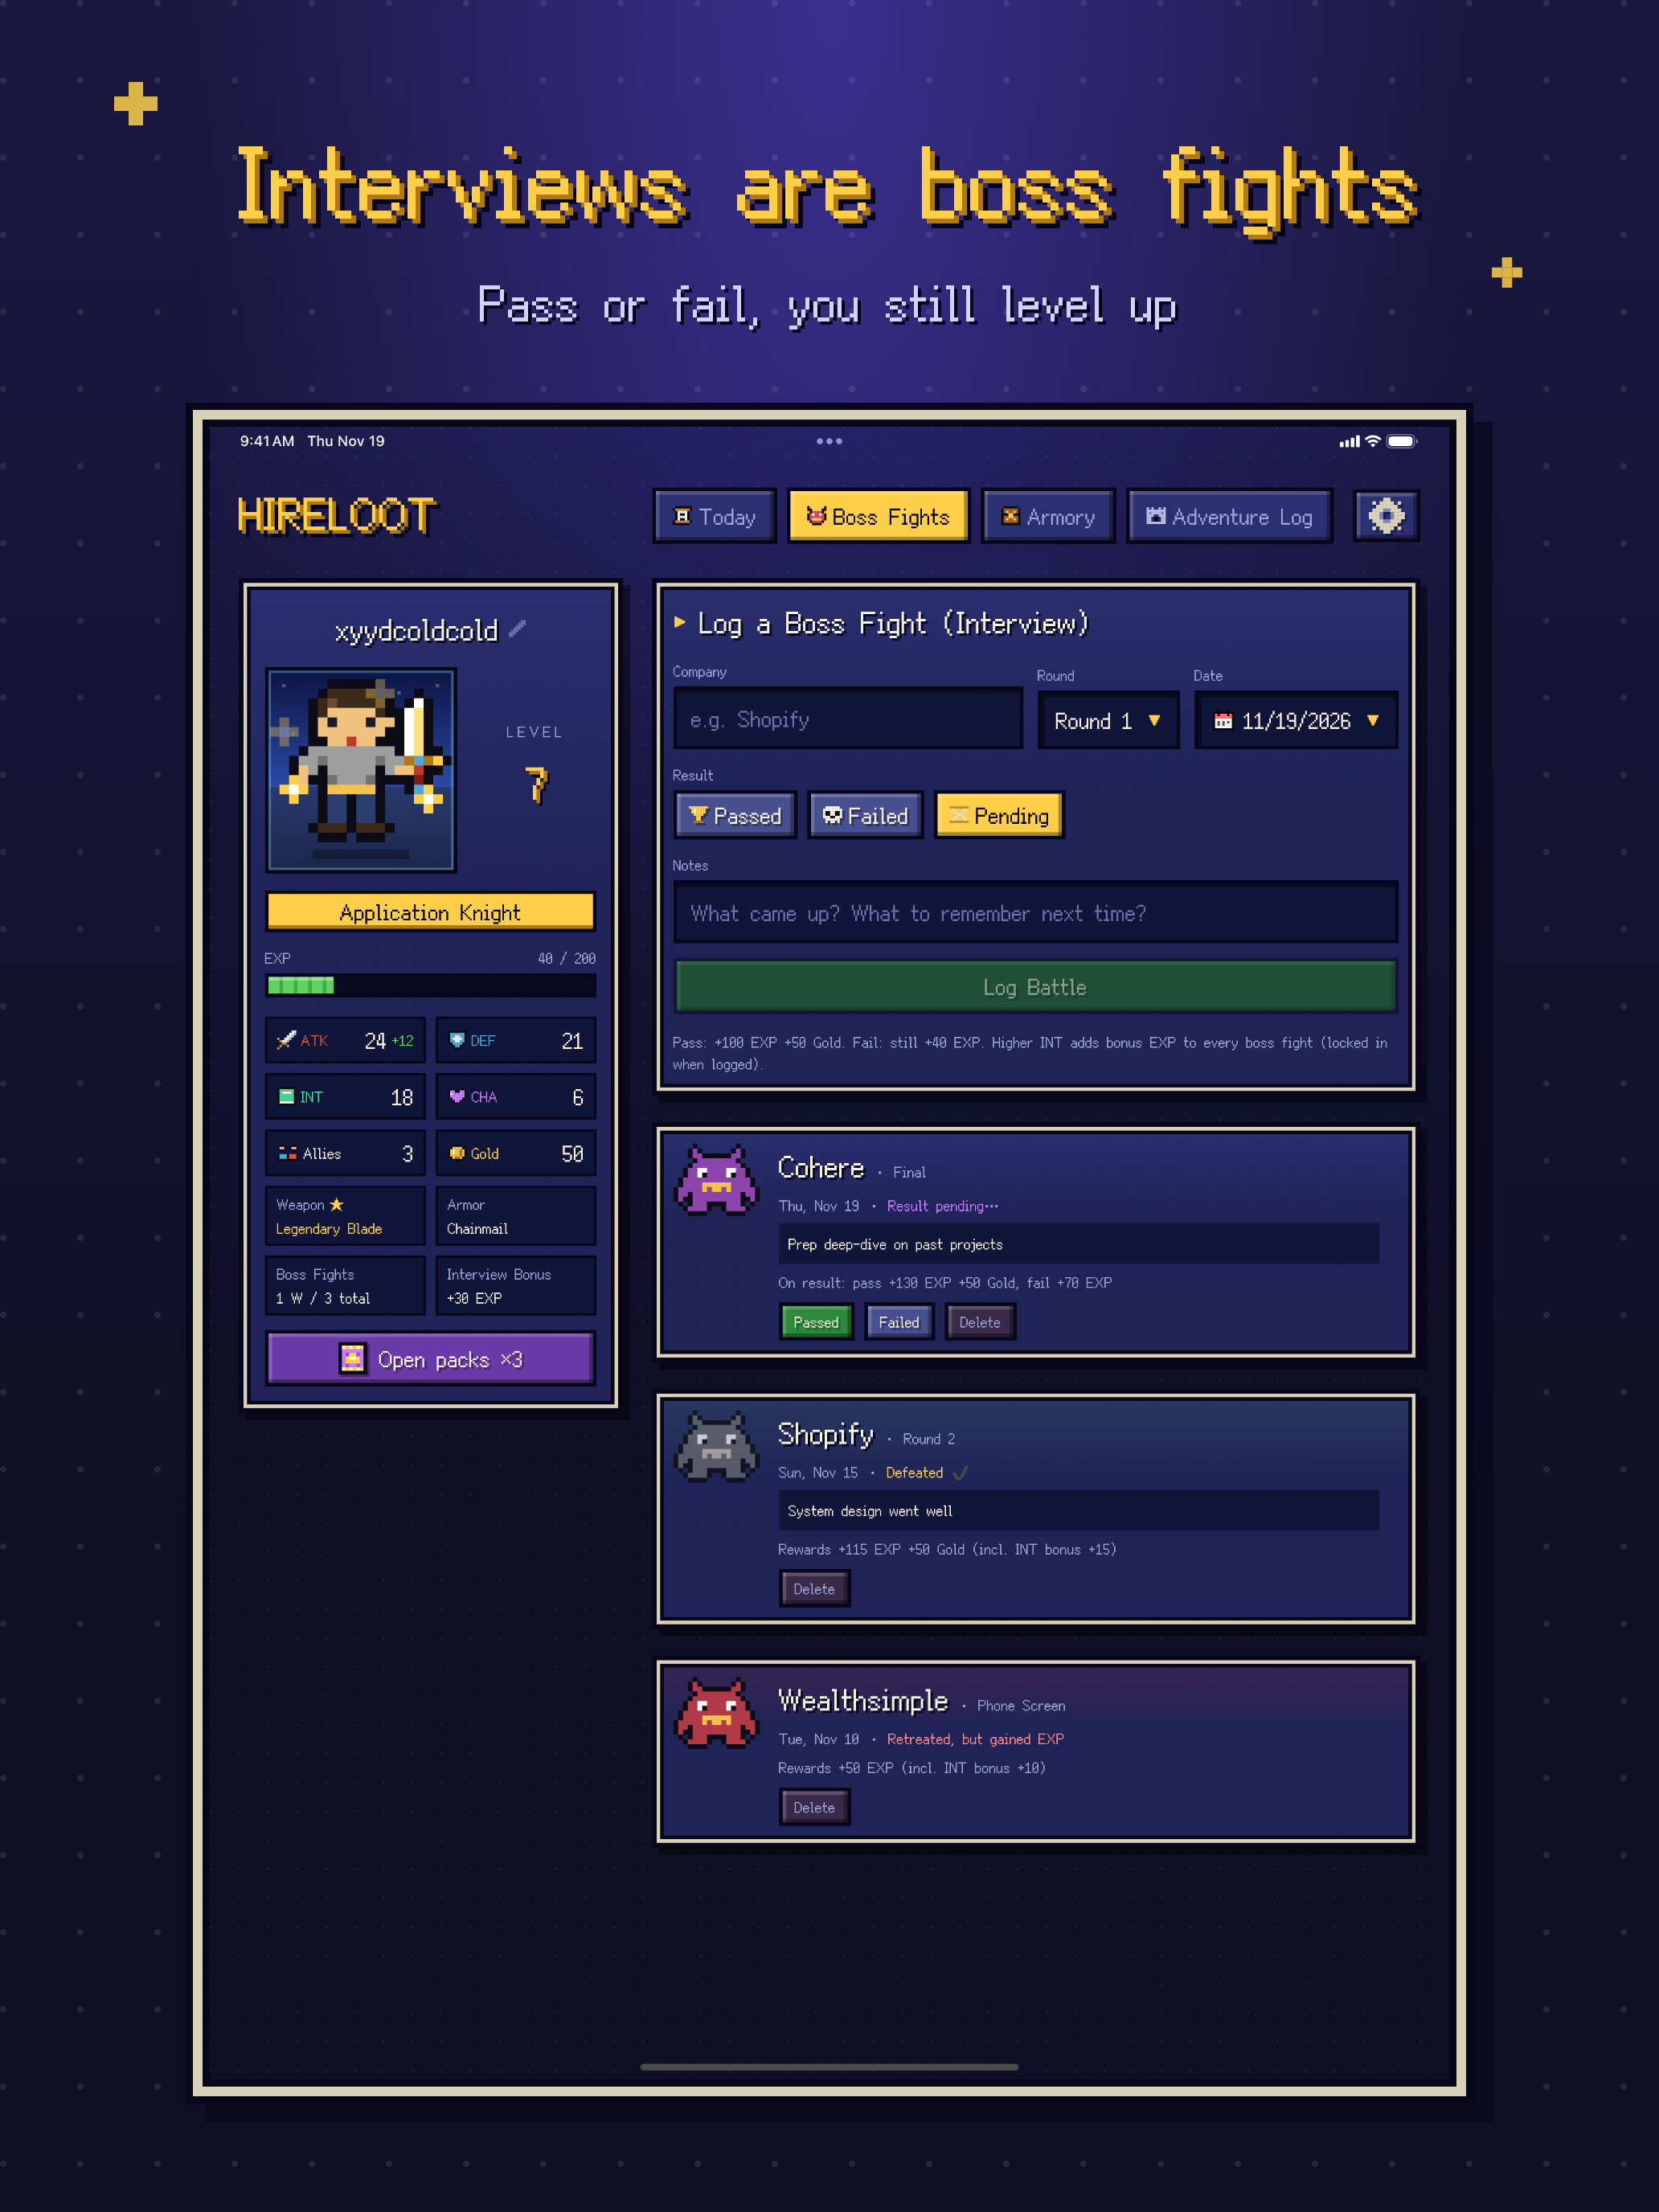 Interviews are boss fights
Pass or fail, you still level up
9:41 AM Thu Nov 19
HIRELOOT
Today
Boss Fights
Armory
Adventure Log
xyydcoldcold
LEVEL
7
Application Knight
EXP 40 / 200
ATK 24 +12
DEF 21
INT 18
CHA 6
Allies 3
Gold 50
Weapon
Legendary Blade
Armor
Chainmail
Boss Fights
1 W / 3 total
Interview Bonus
+30 EXP
Open packs ×3
Log a Boss Fight (Interview)
Company
e.g. Shopify
Round
Round 1
Date
11/19/2026
Result
Passed
Failed
Pending
Notes
What came up? What to remember next time?
Log Battle
Pass: +100 EXP +50 Gold. Fail: still +40 EXP. Higher INT adds bonus EXP to every boss fight (locked in
when logged).
Cohere · Final
Thu, Nov 19 · Result pending…
Prep deep-dive on past projects
On result: pass +130 EXP +50 Gold, fail +70 EXP
Passed
Failed
Delete
Shopify · Round 2
Sun, Nov 15 · Defeated ✓
System design went well
Rewards +115 EXP +50 Gold (incl. INT bonus +15)
Delete
Wealthsimple · Phone Screen
Tue, Nov 10 · Retreated, but gained EXP
Rewards +50 EXP (incl. INT bonus +10)
Delete